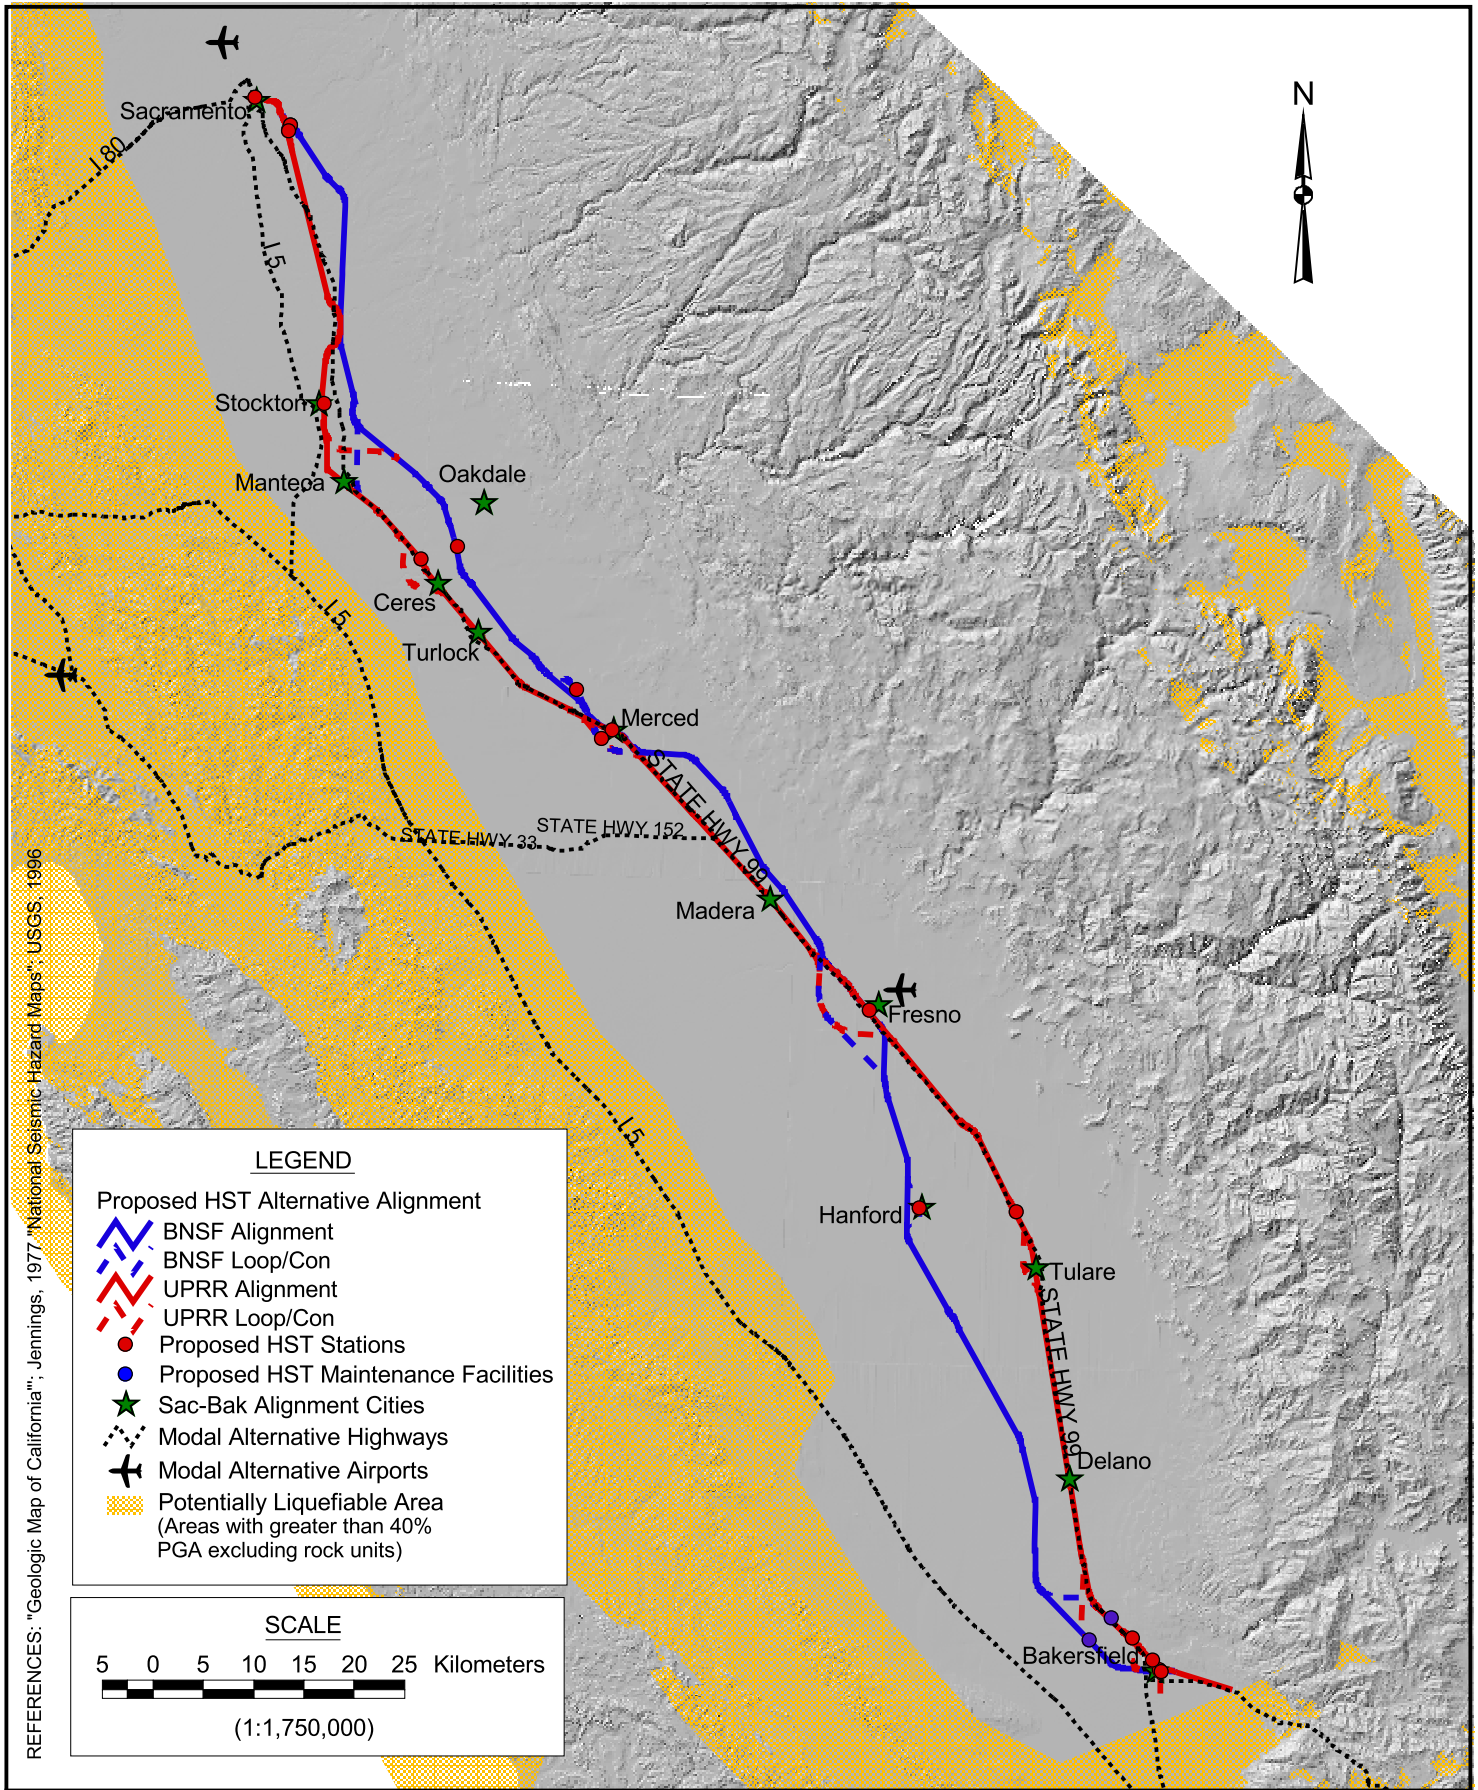 N
Sacramento
I 80
I 5
Stockton
Oakdale
Manteca
Ceres
I 5
Turlock
Merced
STATE HWY 99
STATE HWY 33
STATE HWY 152
Madera
Fresno
I 5
Hanford
Tulare
STATE HWY 99
Delano
Bakersfield
LEGEND
Proposed HST Alternative Alignment
BNSF Alignment
BNSF Loop/Con
UPRR Alignment
UPRR Loop/Con
Proposed HST Stations
Proposed HST Maintenance Facilities
Sac-Bak Alignment Cities
Modal Alternative Highways
Modal Alternative Airports
Potentially Liquefiable Area
(Areas with greater than 40%
PGA excluding rock units)
SCALE
5 0 5 10 15 20 25 Kilometers
(1:1,750,000)
REFERENCES: "Geologic Map of California"'; Jennings, 1977 "National Seismic Hazard Maps"; USGS, 1996